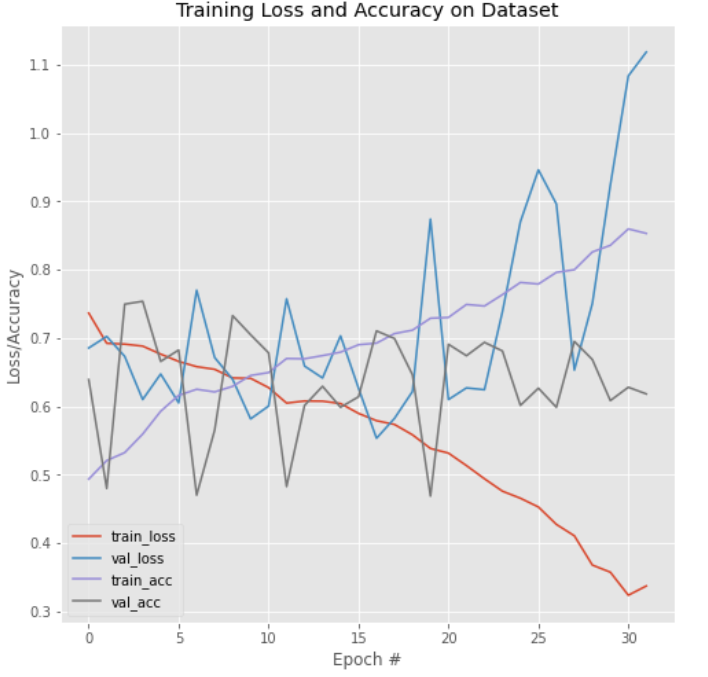 Training Loss and Accuracy on Dataset
Loss/Accuracy
1.1
1.0
0.9
0.8
0.7
0.6
0.5
0.4
0.3
train_loss
val_loss
train_acc
val_acc
0 5 10 15 20 25 30
Epoch #